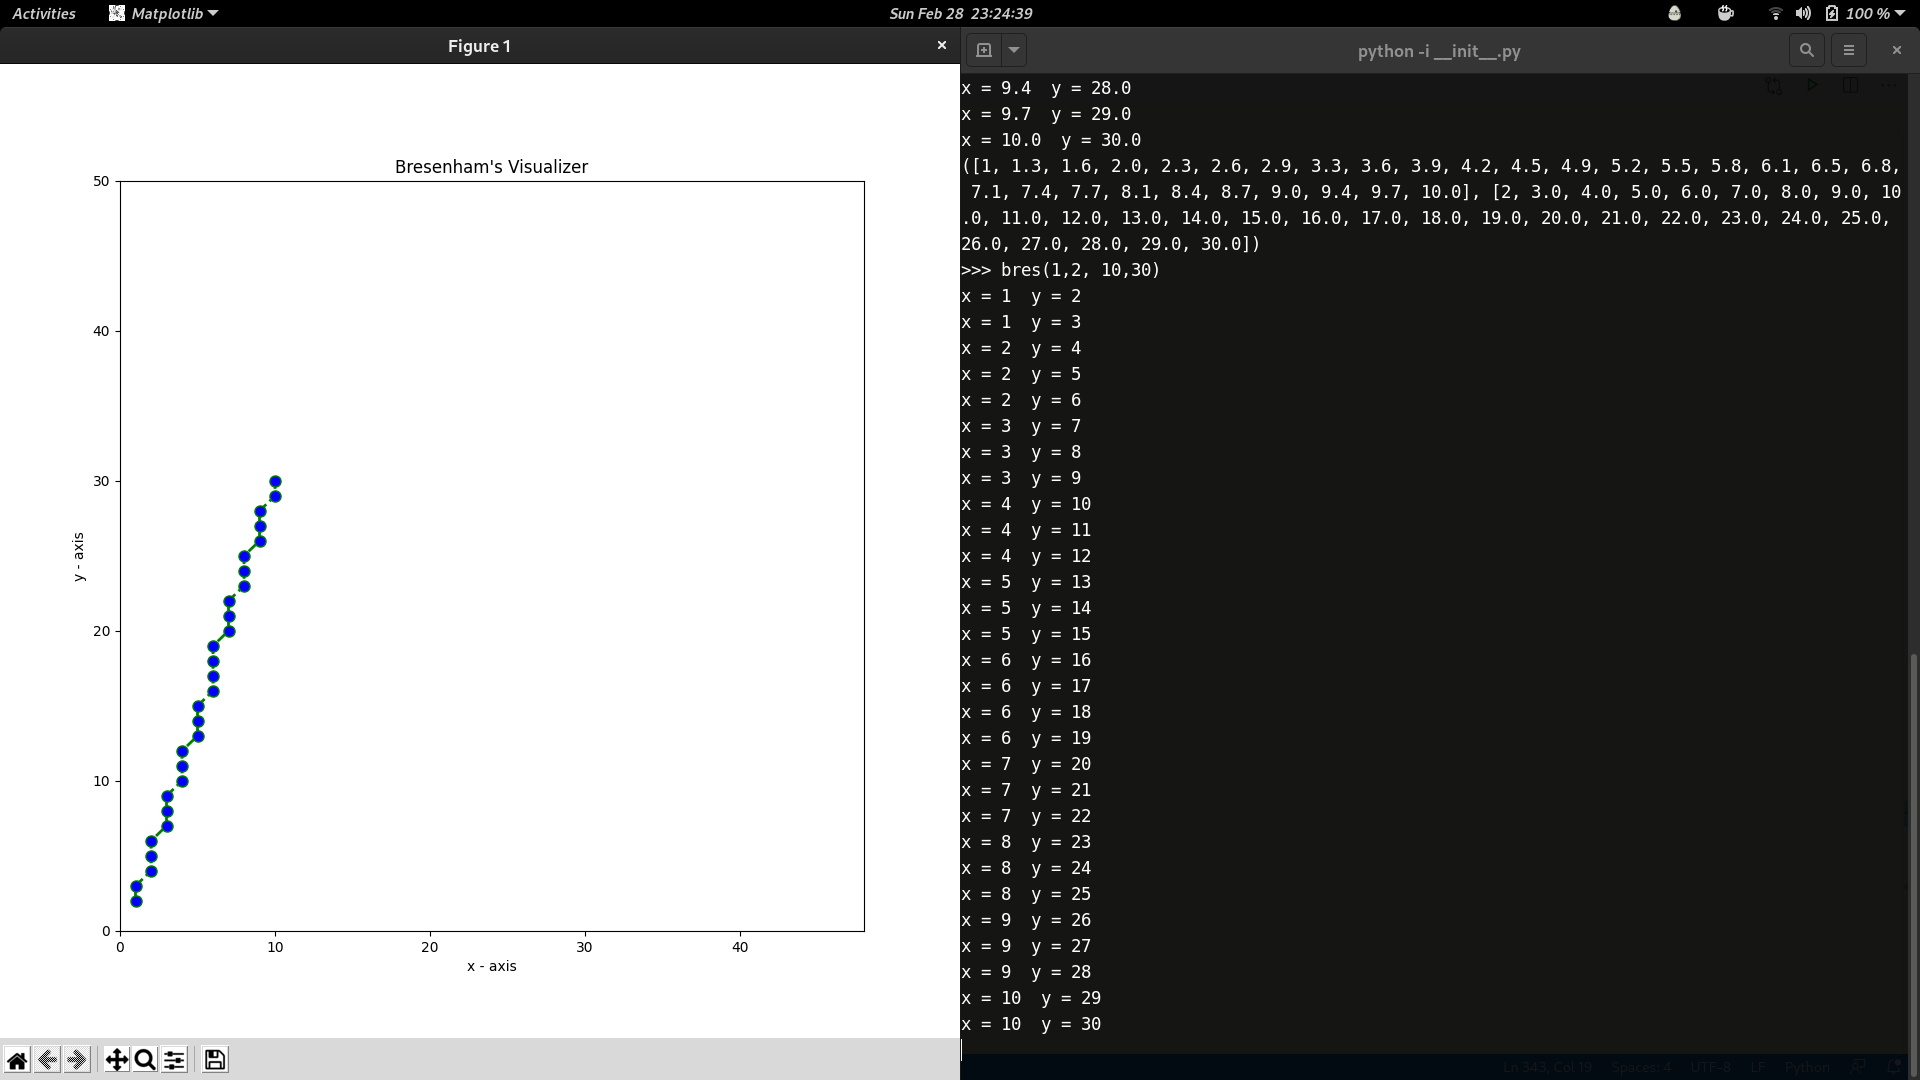 Activities Matplotlib Sun Feb 28 23:24:39 100 %
Figure 1
Bresenham's Visualizer
50
40
30
20
10
0
y - axis
0 10 20 30 40
x - axis
python -i __init__.py
x = 9.4  y = 28.0
x = 9.7  y = 29.0
x = 10.0  y = 30.0
([1, 1.3, 1.6, 2.0, 2.3, 2.6, 2.9, 3.3, 3.6, 3.9, 4.2, 4.5, 4.9, 5.2, 5.5, 5.8, 6.1, 6.5, 6.8,
7.1, 7.4, 7.7, 8.1, 8.4, 8.7, 9.0, 9.4, 9.7, 10.0], [2, 3.0, 4.0, 5.0, 6.0, 7.0, 8.0, 9.0, 10
.0, 11.0, 12.0, 13.0, 14.0, 15.0, 16.0, 17.0, 18.0, 19.0, 20.0, 21.0, 22.0, 23.0, 24.0, 25.0,
26.0, 27.0, 28.0, 29.0, 30.0])
>>> bres(1,2, 10,30)
x = 1  y = 2
x = 1  y = 3
x = 2  y = 4
x = 2  y = 5
x = 2  y = 6
x = 3  y = 7
x = 3  y = 8
x = 3  y = 9
x = 4  y = 10
x = 4  y = 11
x = 4  y = 12
x = 5  y = 13
x = 5  y = 14
x = 5  y = 15
x = 6  y = 16
x = 6  y = 17
x = 6  y = 18
x = 6  y = 19
x = 7  y = 20
x = 7  y = 21
x = 7  y = 22
x = 8  y = 23
x = 8  y = 24
x = 8  y = 25
x = 9  y = 26
x = 9  y = 27
x = 9  y = 28
x = 10  y = 29
x = 10  y = 30
Ln 343, Col 19 Spaces: 4 UTF-8 LF Python